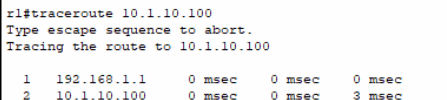 r1#traceroute 10.1.10.100
Type escape sequence to abort.
Tracing the route to 10.1.10.100
1 192.168.1.1 0 msec 0 msec 0 msec
2 10.1.10.100 0 msec 0 msec 3 msec